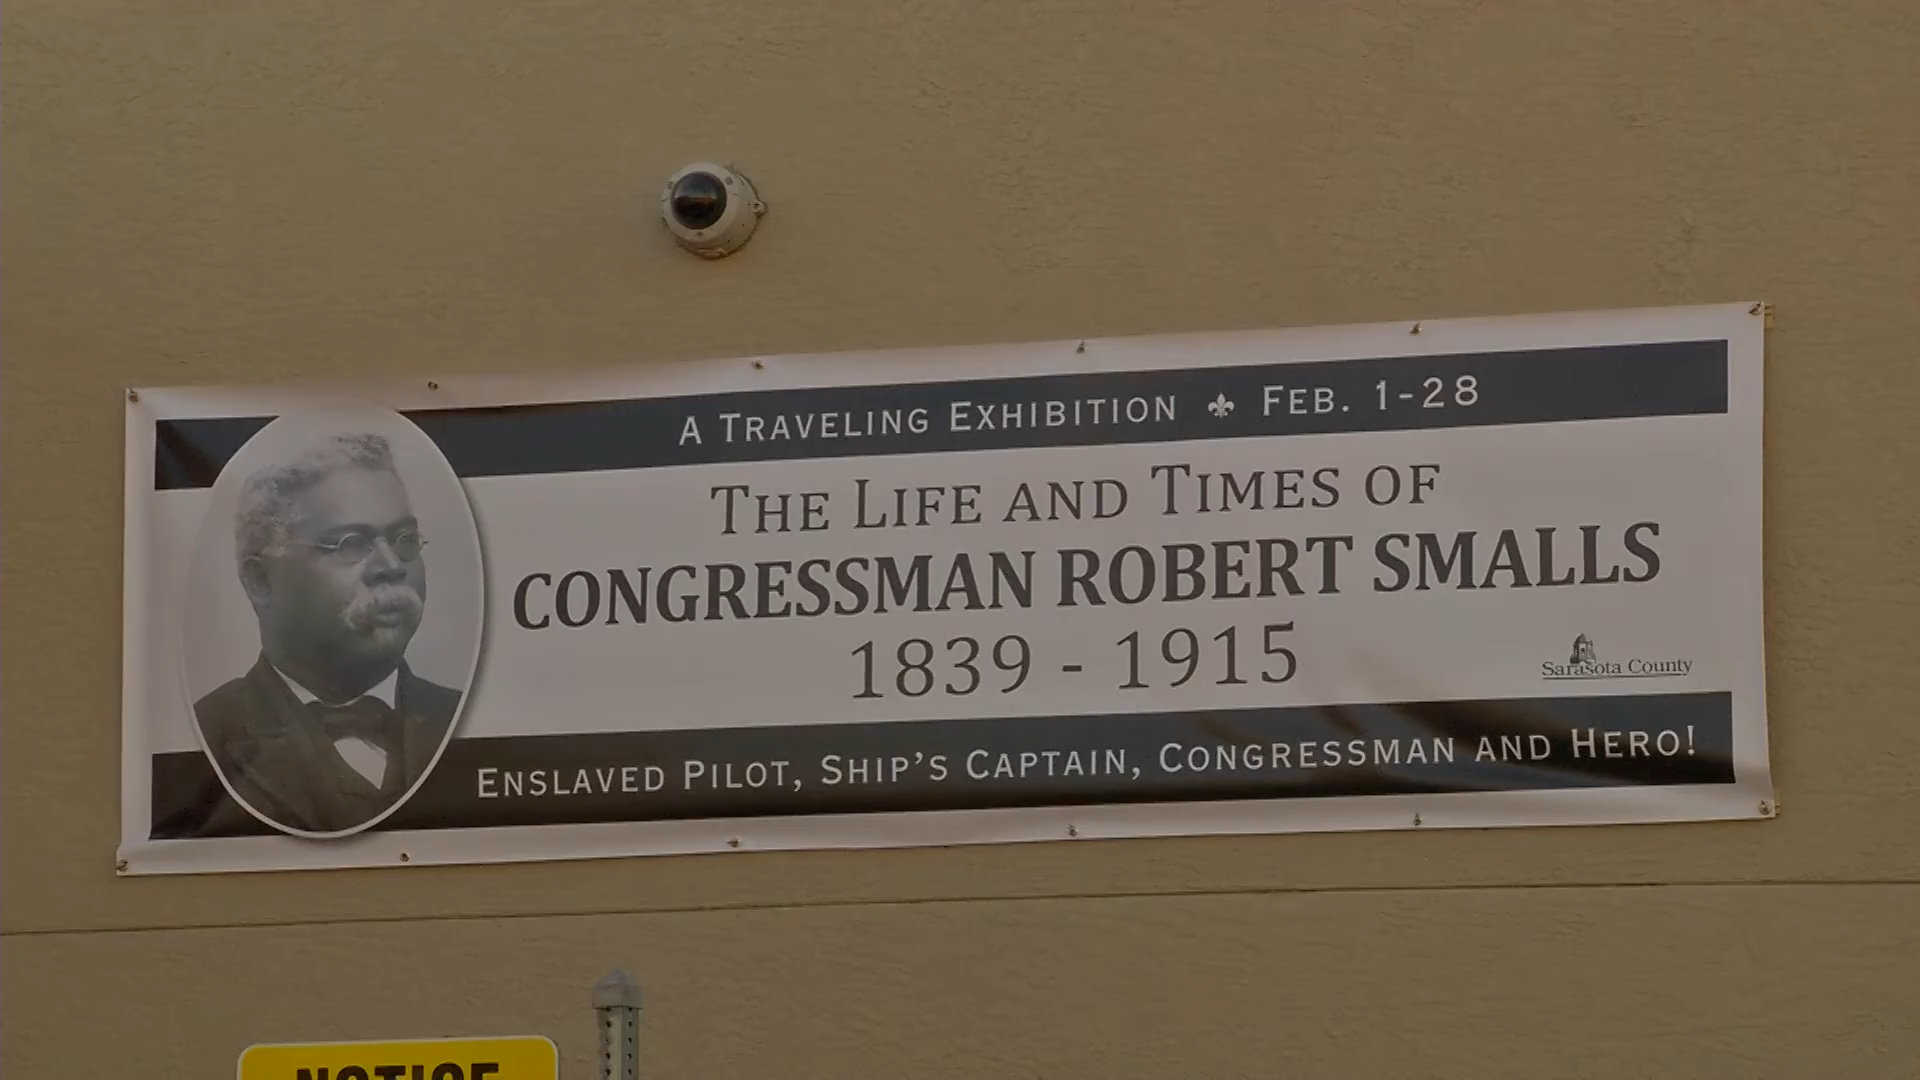 A Traveling Exhibition ⚜ Feb. 1-28
The Life and Times of
CONGRESSMAN ROBERT SMALLS
1839 - 1915
Sarasota County
Enslaved Pilot, Ship's Captain, Congressman and Hero!
NOTICE